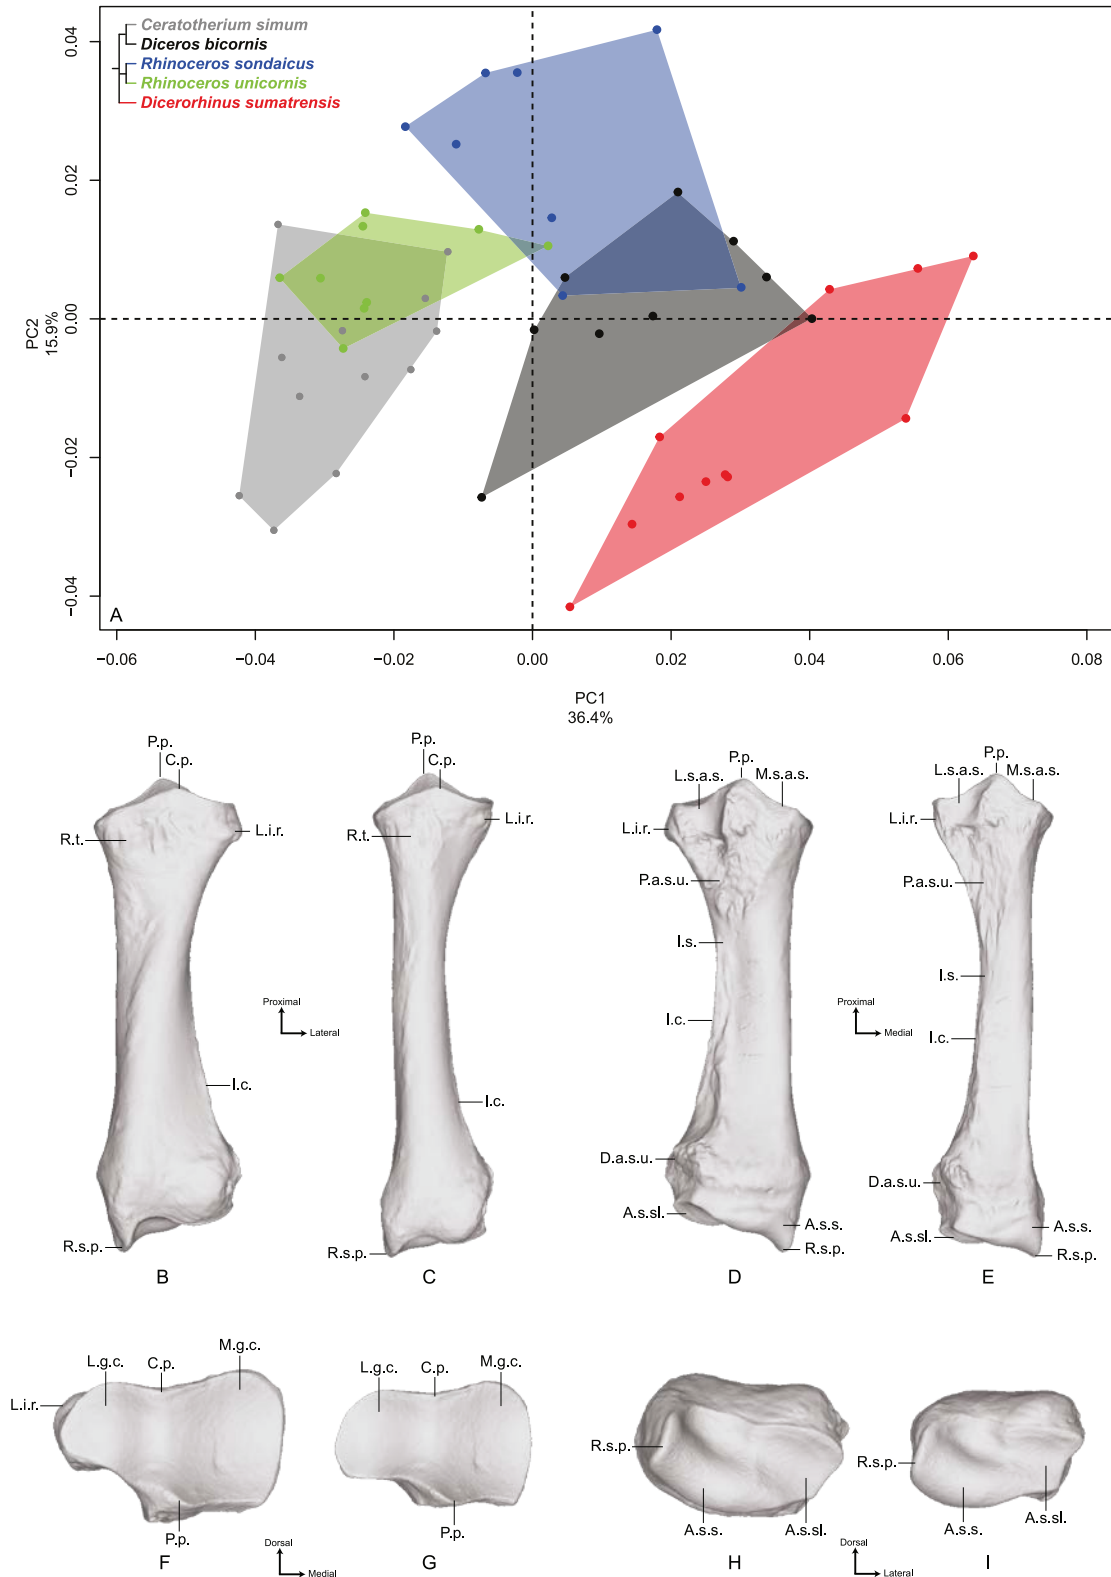 Ceratotherium simum
Diceros bicornis
Rhinoceros sondaicus
Rhinoceros unicornis
Dicerorhinus sumatrensis
0.04
0.02
0.00
−0.02
−0.04
PC2
15.9%
A
−0.06
−0.04
−0.02
0.00
0.02
0.04
0.06
0.08
PC1
36.4%
P.p.
C.p.
R.t.
L.i.r.
I.c.
R.s.p.
B
Proximal
Lateral
P.p.
C.p.
R.t.
L.i.r.
I.c.
R.s.p.
C
P.p.
L.s.a.s.
M.s.a.s.
L.i.r.
P.a.s.u.
I.s.
I.c.
D.a.s.u.
A.s.sl.
A.s.s.
R.s.p.
D
Proximal
Medial
P.p.
L.s.a.s.
M.s.a.s.
L.i.r.
P.a.s.u.
I.s.
I.c.
D.a.s.u.
A.s.sl.
A.s.s.
R.s.p.
E
L.g.c.
C.p.
M.g.c.
L.i.r.
P.p.
F
Dorsal
Medial
L.g.c.
C.p.
M.g.c.
P.p.
G
R.s.p.
A.s.s.
A.s.sl.
H
Dorsal
Lateral
R.s.p.
A.s.s.
A.s.sl.
I